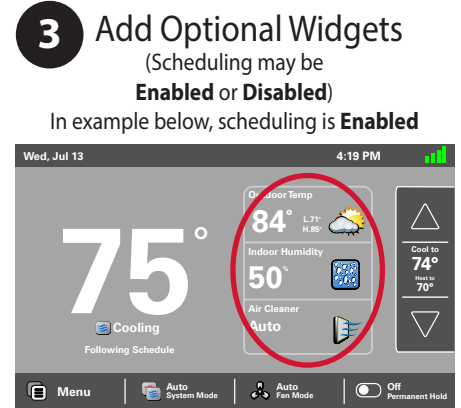 3 Add Optional Widgets
(Scheduling may be
Enabled or Disabled)
In example below, scheduling is Enabled
Wed, Jul 13 4:19 PM
Outdoor Temp
84° L.71°
H.85°
75°
Indoor Humidity
50%
Cool to
74°
Heat to
70°
Air Cleaner
Auto
Cooling
Following Schedule
Menu
Auto
System Mode
Auto
Fan Mode
Off
Permanent Hold